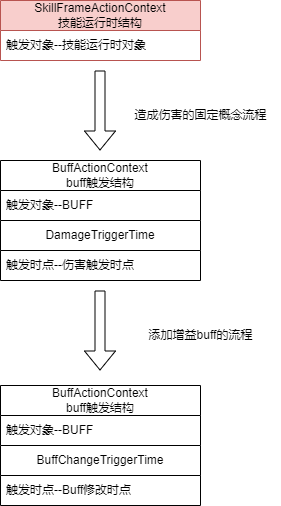 SkillFrameActionContext
技能运行时结构
触发对象--技能运行时对象
造成伤害的固定概念流程
BuffActionContext
buff触发结构
触发对象--BUFF
DamageTriggerTime
触发时点--伤害触发时点
添加增益buff的流程
BuffActionContext
buff触发结构
触发对象--BUFF
BuffChangeTriggerTime
触发时点--Buff修改时点